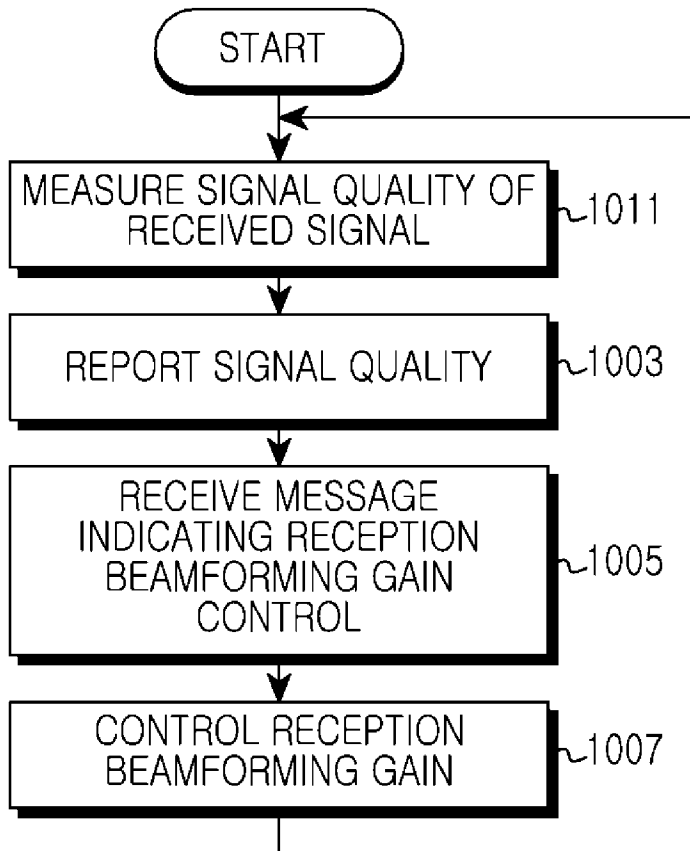 START
MEASURE SIGNAL QUALITY OF
RECEIVED SIGNAL
1011
REPORT SIGNAL QUALITY
1003
RECEIVE MESSAGE
INDICATING RECEPTION
BEAMFORMING GAIN
CONTROL
1005
CONTROL RECEPTION
BEAMFORMING GAIN
1007